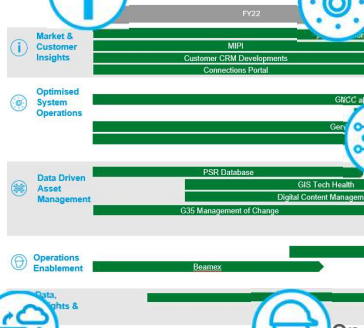 FY22
Market &
Customer
Insights
MIPI
Customer CRM Developments
Connections Portal
Optimised
System
Operations
GNCC a
Data Driven
Asset
Management
PSR Database
GIS Tech Health
Digital Content Managem
G35 Management of Change
Operations
Enablement
Beamex
Data,
ghts &